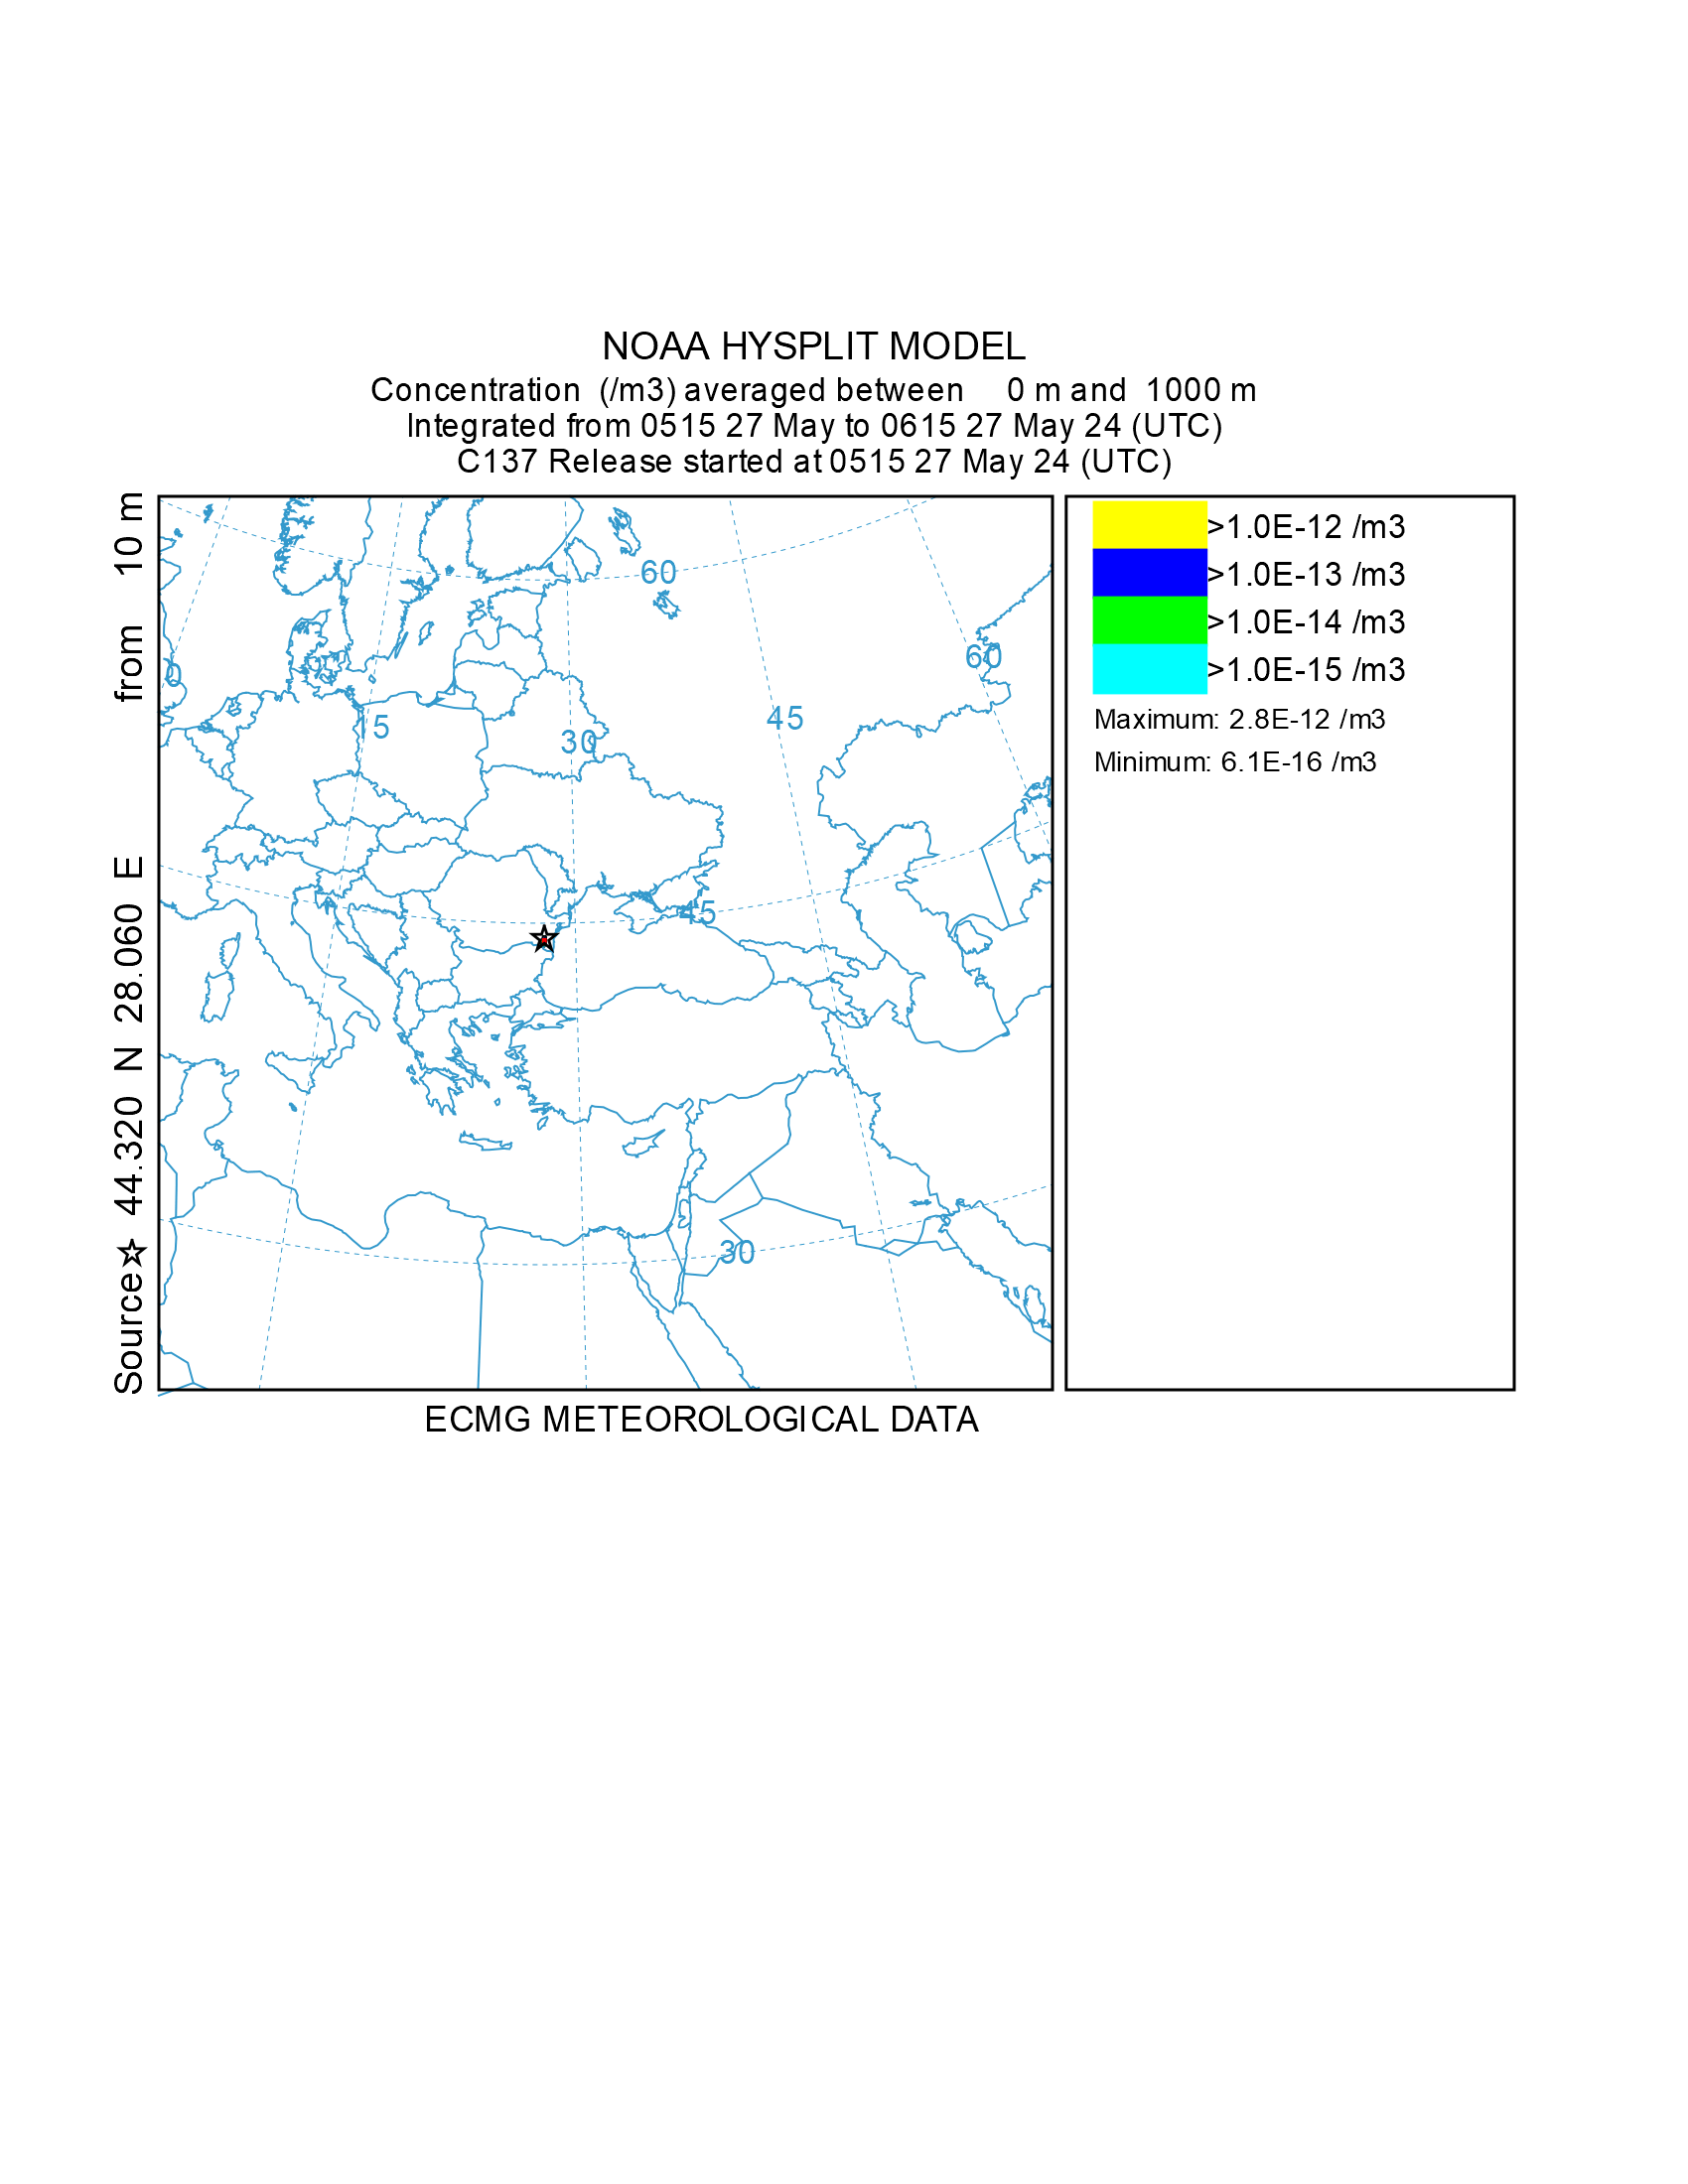 NOAA HYSPLIT MODEL
Concentration (/m3) averaged between 0 m and 1000 m
Integrated from 0515 27 May to 0615 27 May 24 (UTC)
C137 Release started at 0515 27 May 24 (UTC)
Source☆ 44.320 N 28.060 E from 10 m
60
60
0
15
30
45
45
30
>1.0E-12 /m3
>1.0E-13 /m3
>1.0E-14 /m3
>1.0E-15 /m3
Maximum: 2.8E-12 /m3
Minimum: 6.1E-16 /m3
ECMG METEOROLOGICAL DATA